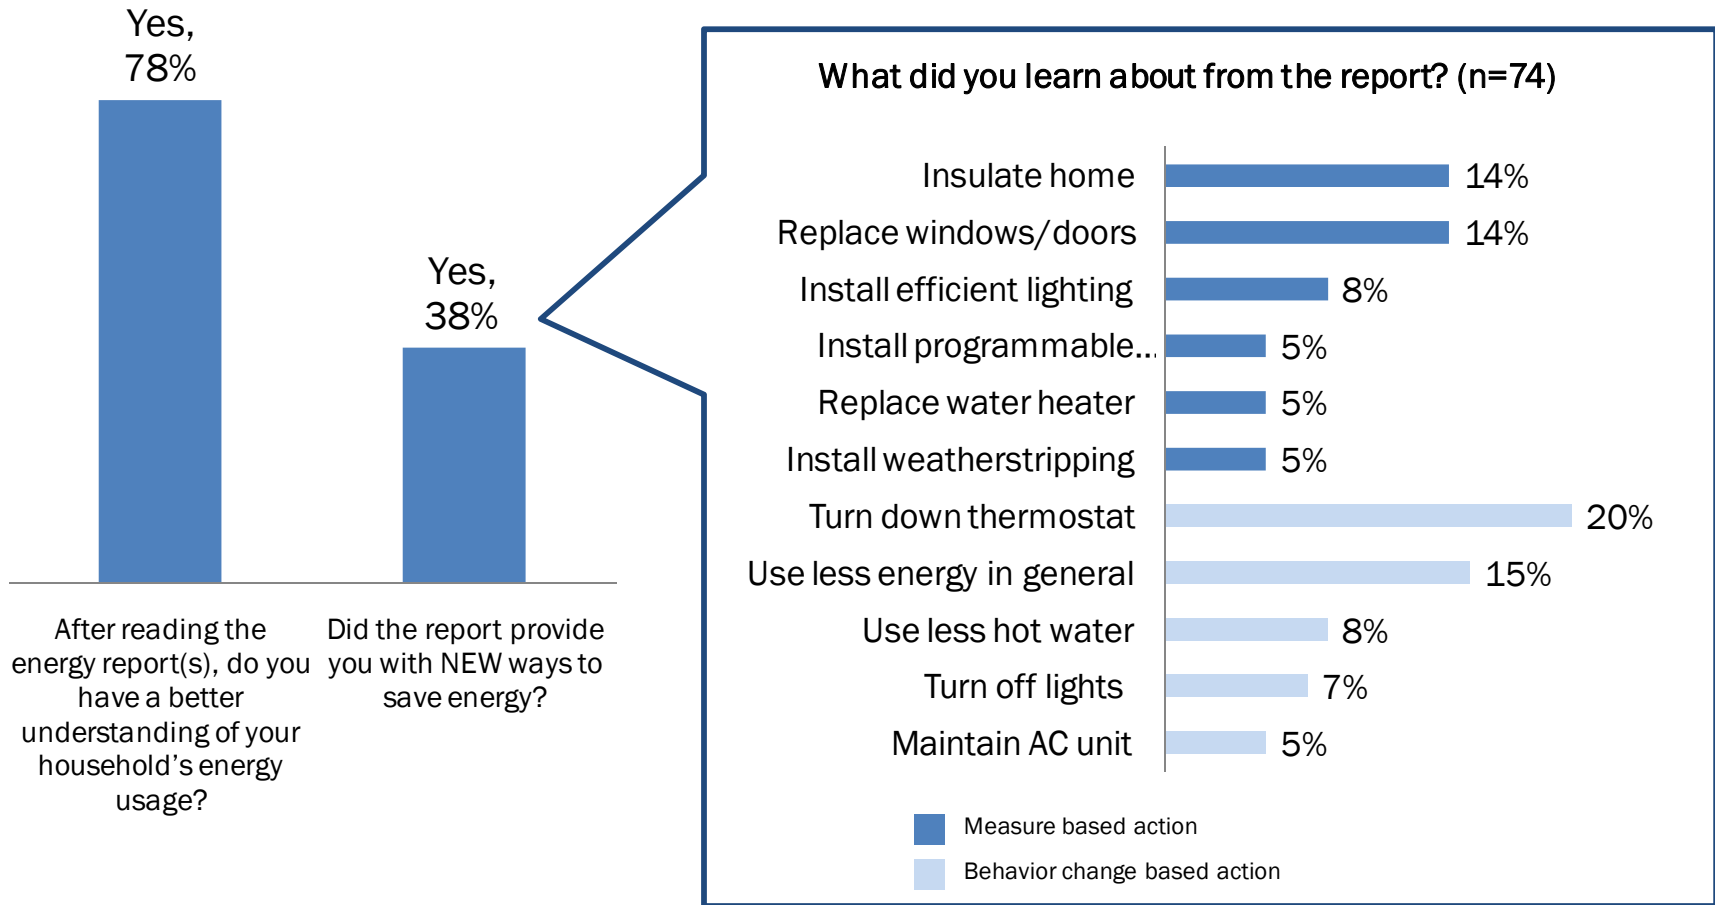 Yes,
78%
Yes,
38%
After reading the
energy report(s), do you
have a better
understanding of your
household’s energy
usage?
Did the report provide
you with NEW ways to
save energy?
What did you learn about from the report? (n=74)
Insulate home 14%
Replace windows/doors 14%
Install efficient lighting 8%
Install programmable... 5%
Replace water heater 5%
Install weatherstripping 5%
Turn down thermostat 20%
Use less energy in general 15%
Use less hot water 8%
Turn off lights 7%
Maintain AC unit 5%
Measure based action
Behavior change based action